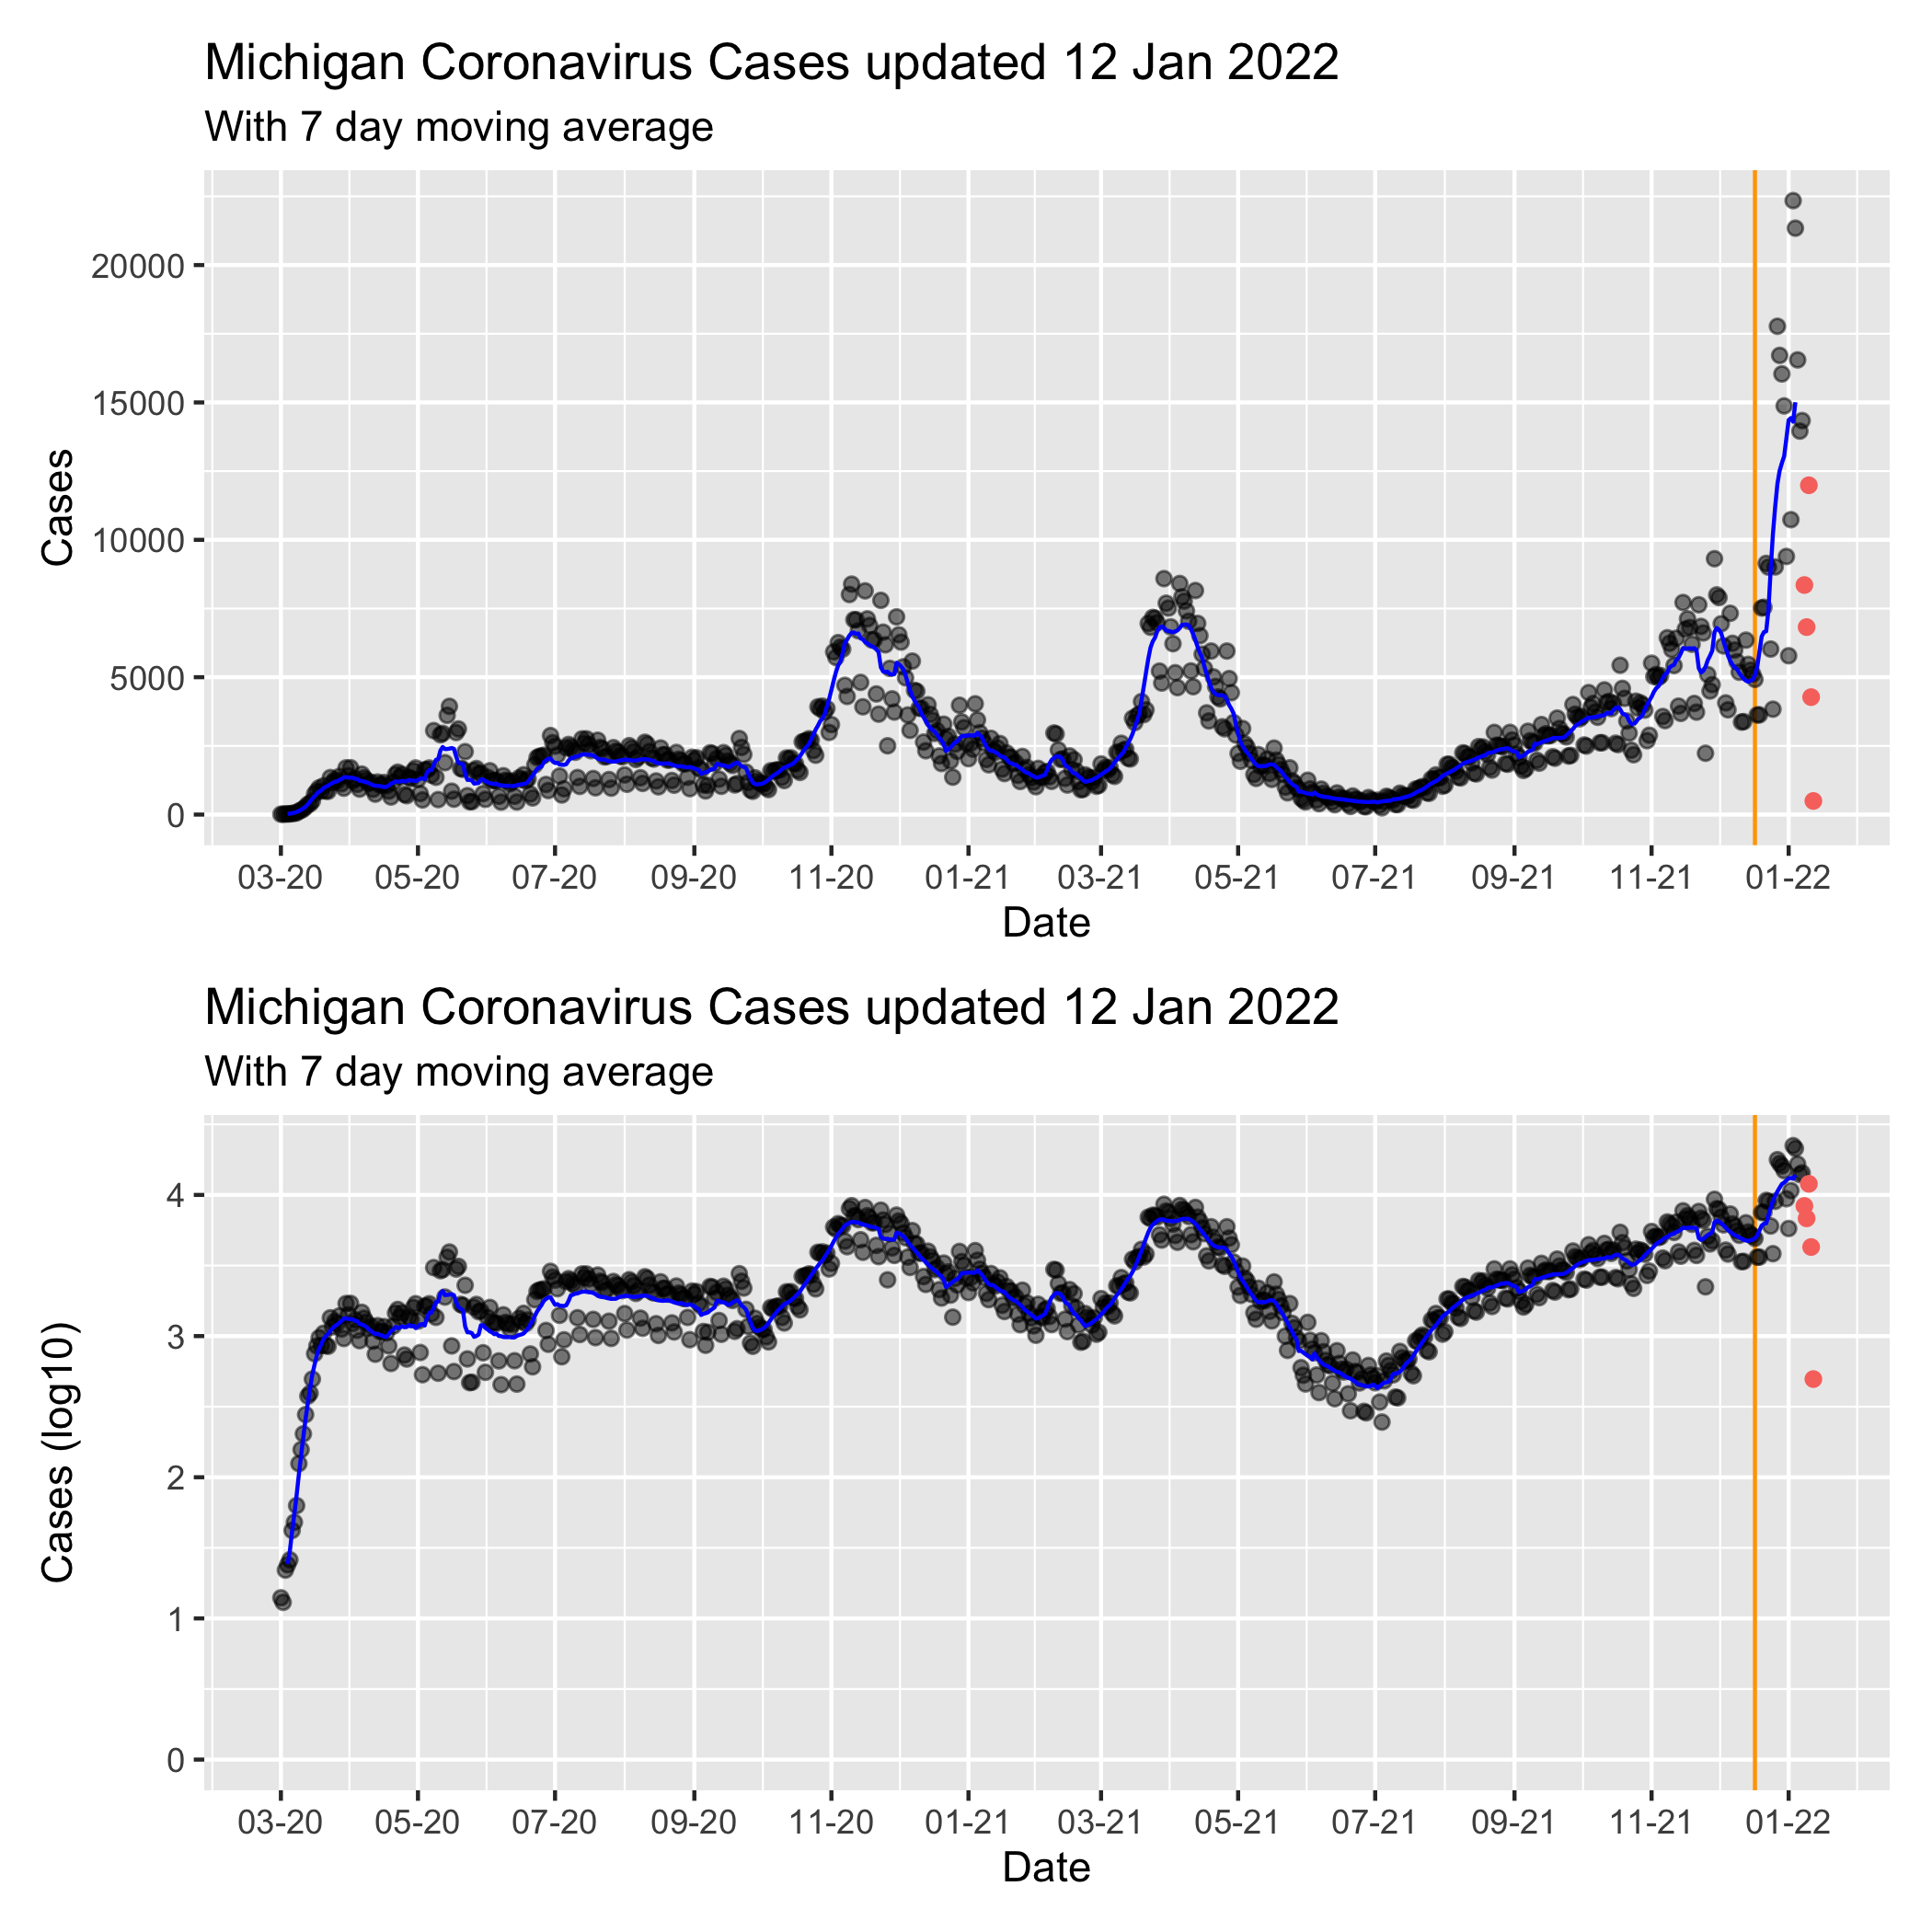 Michigan Coronavirus Cases updated 12 Jan 2022
With 7 day moving average
Cases
20000
15000
10000
5000
0
03-20 05-20 07-20 09-20 11-20 01-21 03-21 05-21 07-21 09-21 11-21 01-22
Date
Michigan Coronavirus Cases updated 12 Jan 2022
With 7 day moving average
Cases (log10)
4
3
2
1
0
03-20 05-20 07-20 09-20 11-20 01-21 03-21 05-21 07-21 09-21 11-21 01-22
Date